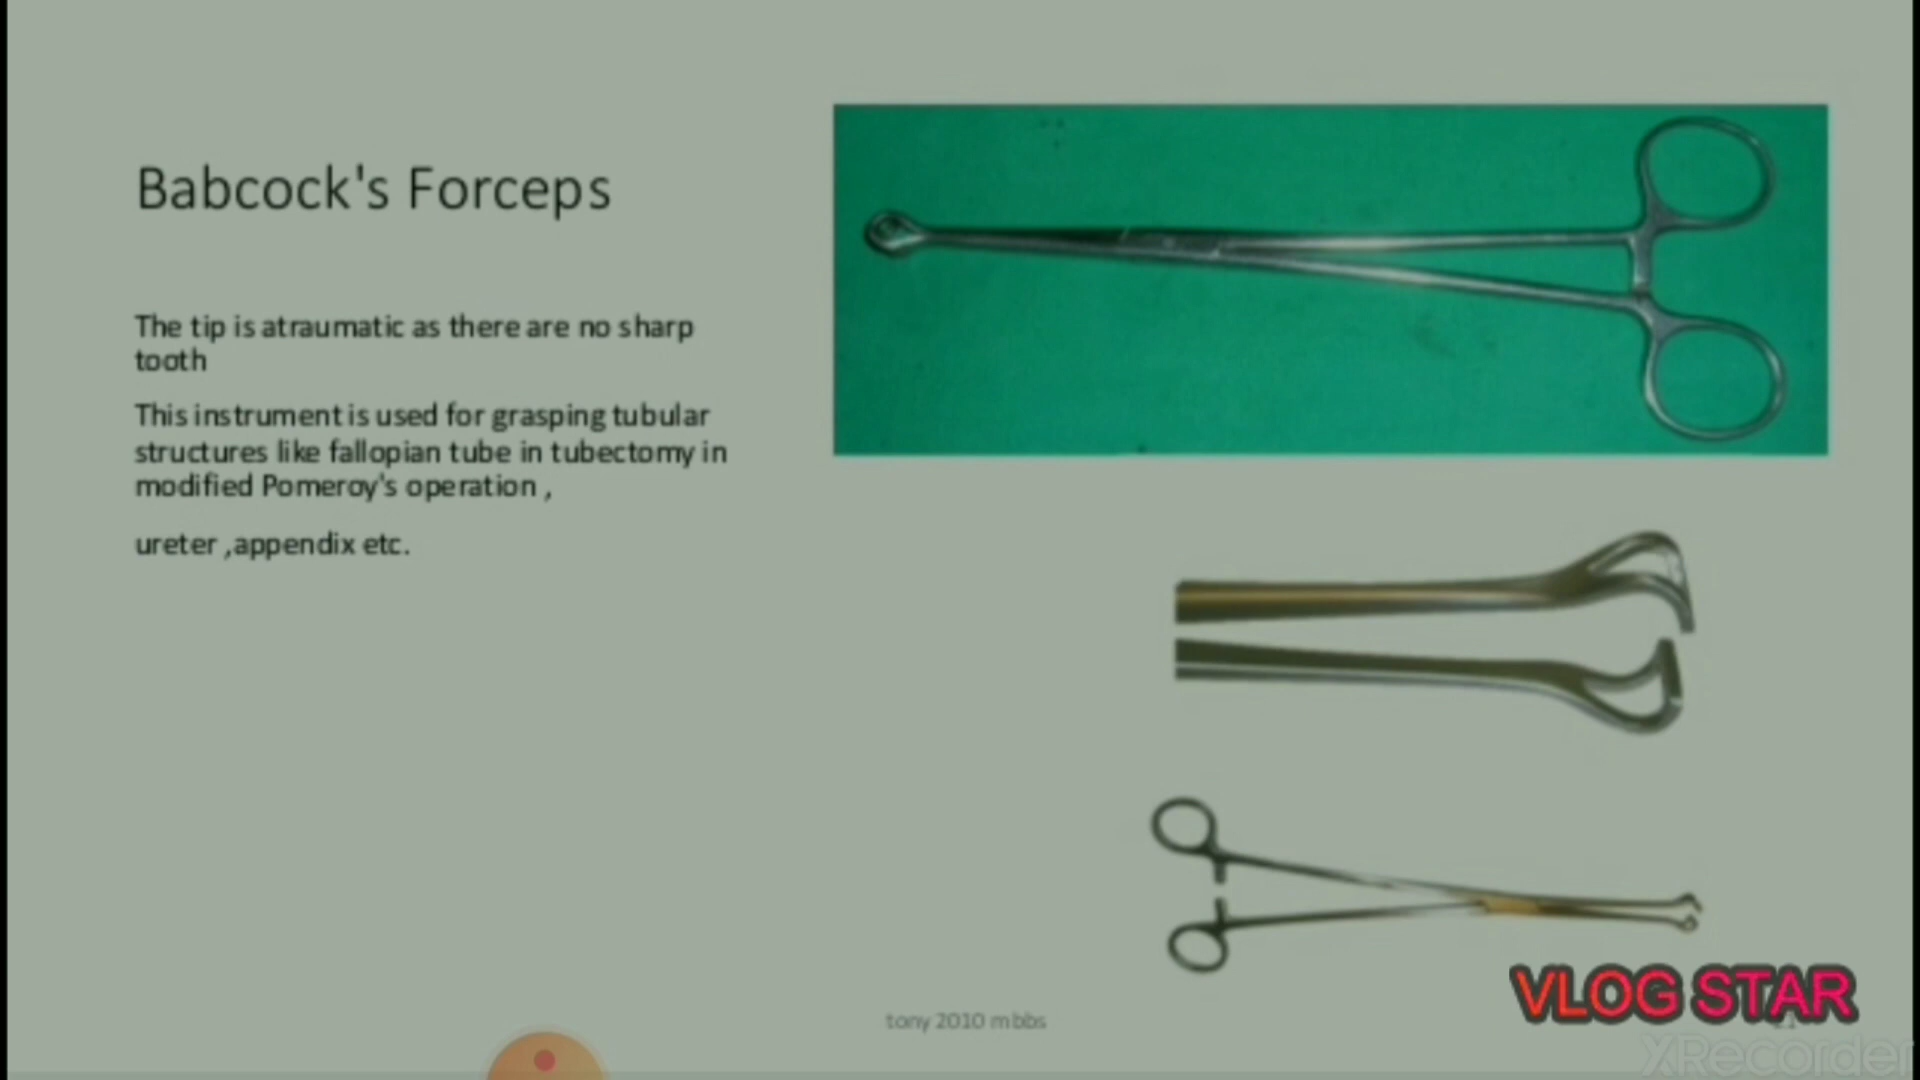 Babcock's Forceps
The tip is atraumatic as there are no sharp
tooth
This instrument is used for grasping tubular
structures like fallopian tube in tubectomy in
modified Pomeroy's operation ,
ureter ,appendix etc.
tony 2010 mbbs
VLOG STAR
XRecorder